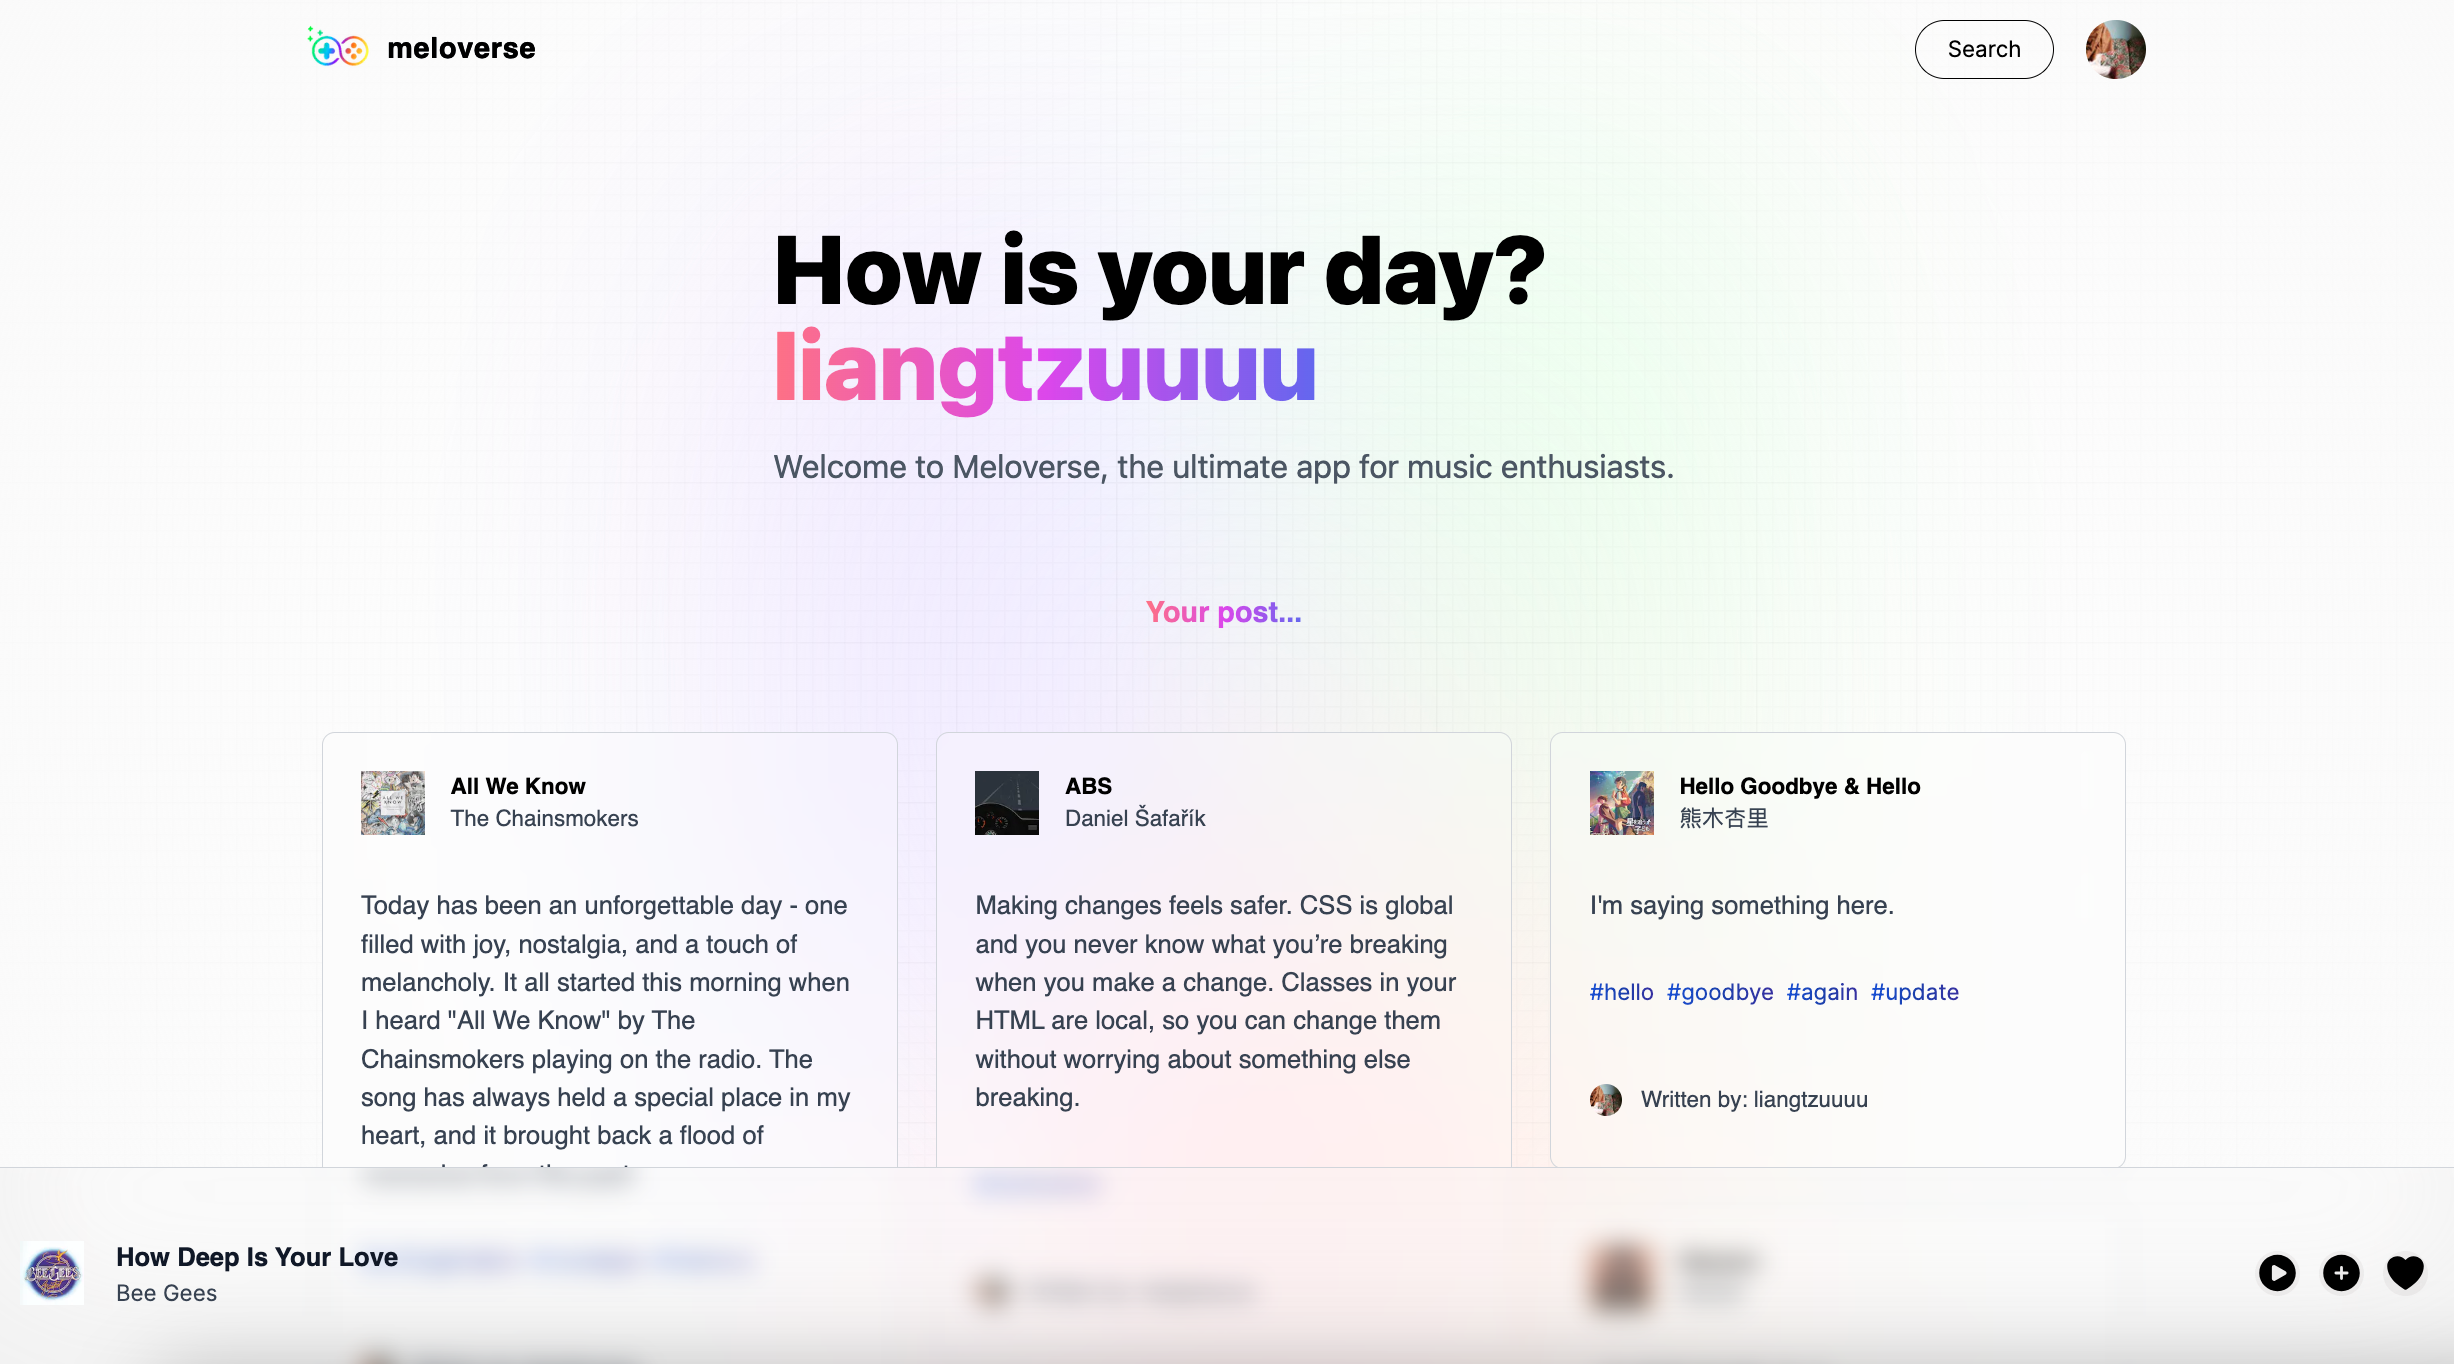 meloverse
Search
How is your day?
liangtzuuuu
Welcome to Meloverse, the ultimate app for music enthusiasts.
Your post...
All We Know
The Chainsmokers
Today has been an unforgettable day - one
filled with joy, nostalgia, and a touch of
melancholy. It all started this morning when
I heard "All We Know" by The
Chainsmokers playing on the radio. The
song has always held a special place in my
heart, and it brought back a flood of
ABS
Daniel Šafařík
Making changes feels safer. CSS is global
and you never know what you’re breaking
when you make a change. Classes in your
HTML are local, so you can change them
without worrying about something else
breaking.
Hello Goodbye & Hello
熊木杏里
I'm saying something here.
#hello #goodbye #again #update
Written by: liangtzuuuu
How Deep Is Your Love
Bee Gees